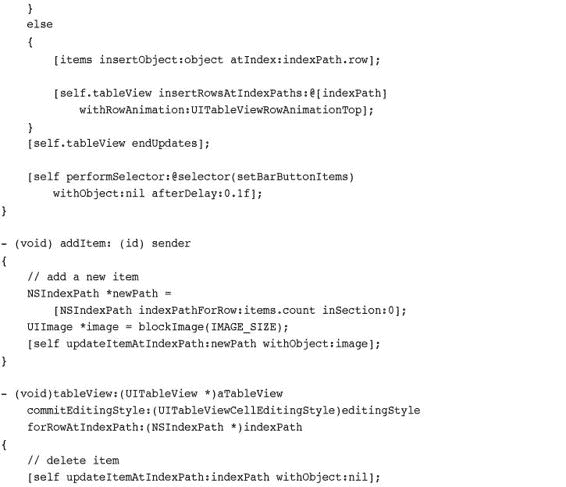 }
else
{
[items insertObject:object atIndex:indexPath.row];
[self.tableView insertRowsAtIndexPaths:@[indexPath]
withRowAnimation:UITableViewRowAnimationTop];
}
[self.tableView endUpdates];
[self performSelector:@selector(setBarButtonItems)
withObject:nil afterDelay:0.1f];
}
- (void) addItem: (id) sender
{
// add a new item
NSIndexPath *newPath =
[NSIndexPath indexPathForRow:items.count inSection:0];
UIImage *image = blockImage(IMAGE_SIZE);
[self updateItemAtIndexPath:newPath withObject:image];
}
- (void)tableView:(UITableView *)aTableView
commitEditingStyle:(UITableViewCellEditingStyle)editingStyle
forRowAtIndexPath:(NSIndexPath *)indexPath
{
// delete item
[self updateItemAtIndexPath:indexPath withObject:nil];